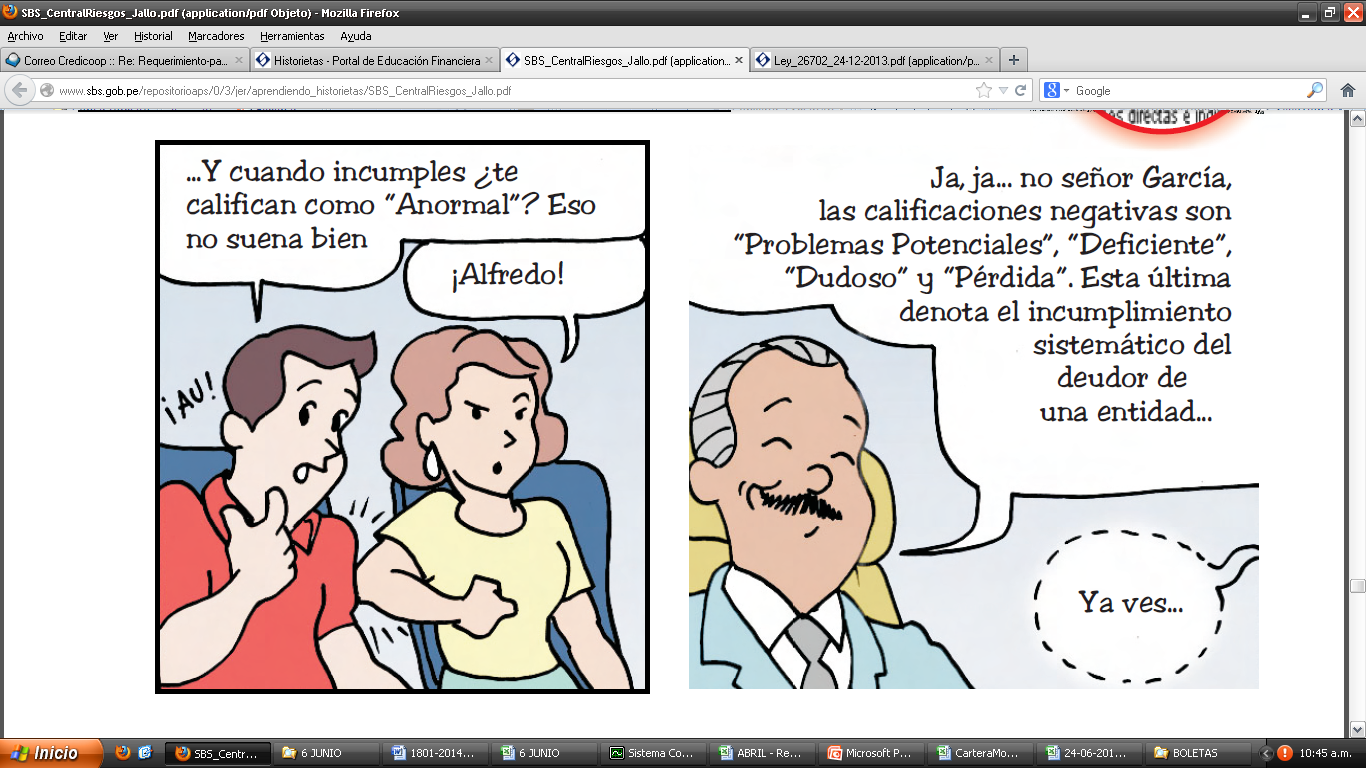 SBS_CentralRiesgos_Jallo.pdf (application/pdf Objeto) - Mozilla Firefox
Archivo Editar Ver Historial Marcadores Herramientas Ayuda
Correo Credicoop :: Re: Requerimiento-pa...
Historietas - Portal de Educación Financiera
SBS_CentralRiesgos_Jallo.pdf (application...
Ley_26702_24-12-2013.pdf (application/p...
www.sbs.gob.pe/repositorioaps/0/3/jer/aprendiendo_historietas/SBS_CentralRiesgos_Jallo.pdf
Google
es directas e
...Y cuando incumples ¿te
califican como "Anormal"? Eso
no suena bien
¡Alfredo!
¡AU!
Ja, ja... no señor García,
las calificaciones negativas son
"Problemas Potenciales", "Deficiente",
"Dudoso" y "Pérdida". Esta última
denota el incumplimiento
sistemático del
deudor de
una entidad...
Ya ves...
Inicio
SBS_Centr...
6 JUNIO
1801-2014...
6 JUNIO
Sistema Co...
ABRIL - Re...
Microsoft P...
CarteraMo...
24-06-201...
BOLETAS
10:45 a.m.